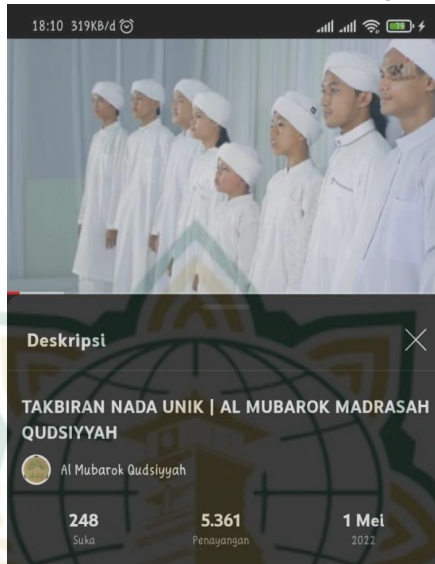 18:10 319KB/d
39
Deskripsi
TAKBIRAN NADA UNIK | AL MUBAROK MADRASAH
QUDSIYYAH
Al Mubarok Qudsiyyah
248 5.361 1 Mei
Suka Penayangan 2022